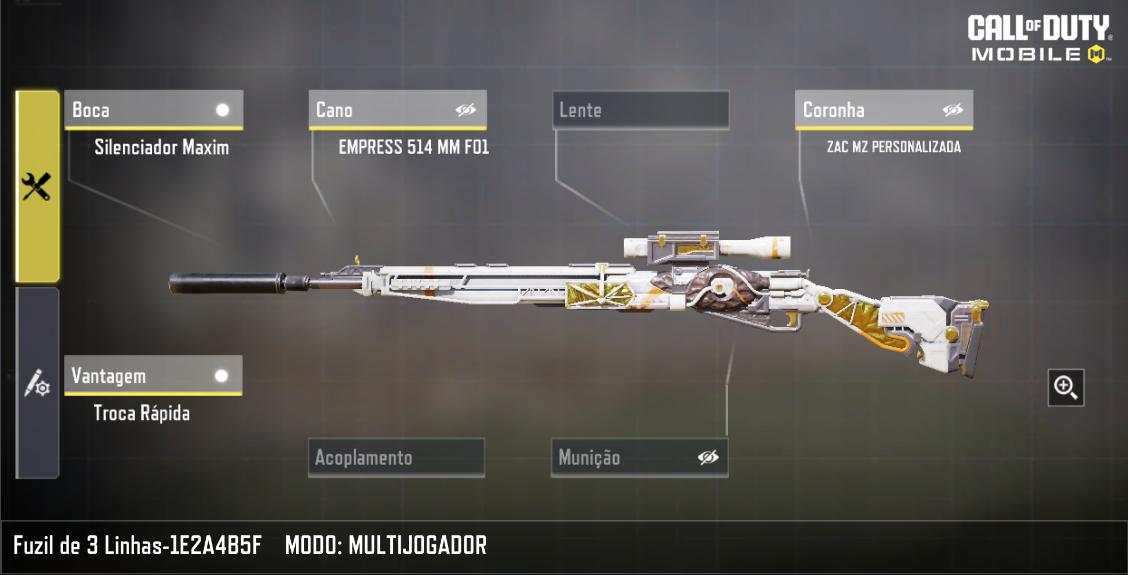 CALL OF DUTY
MOBILE
Boca
Cano
Lente
Coronha
Silenciador Maxim
EMPRESS 514 MM F01
ZAC MZ PERSONALIZADA
Vantagem
Troca Rápida
Acoplamento
Munição
Fuzil de 3 Linhas-1E2A4B5F MODO: MULTIJOGADOR